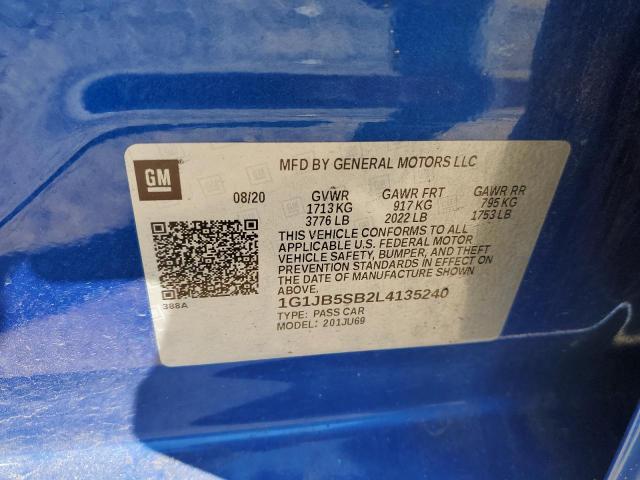 GM
MFD BY GENERAL MOTORS LLC
08/20 GVWR GAWR FRT GAWR RR
1713 KG 917 KG 795 KG
3776 LB 2022 LB 1753 LB
THIS VEHICLE CONFORMS TO ALL
APPLICABLE U.S. FEDERAL MOTOR
VEHICLE SAFETY, BUMPER, AND THEFT
PREVENTION STANDARDS IN EFFECT ON
THE DATE OF MANUFACTURE SHOWN
ABOVE.
388A
1G1JB5SB2L4135240
TYPE: PASS CAR
MODEL: 201JU69